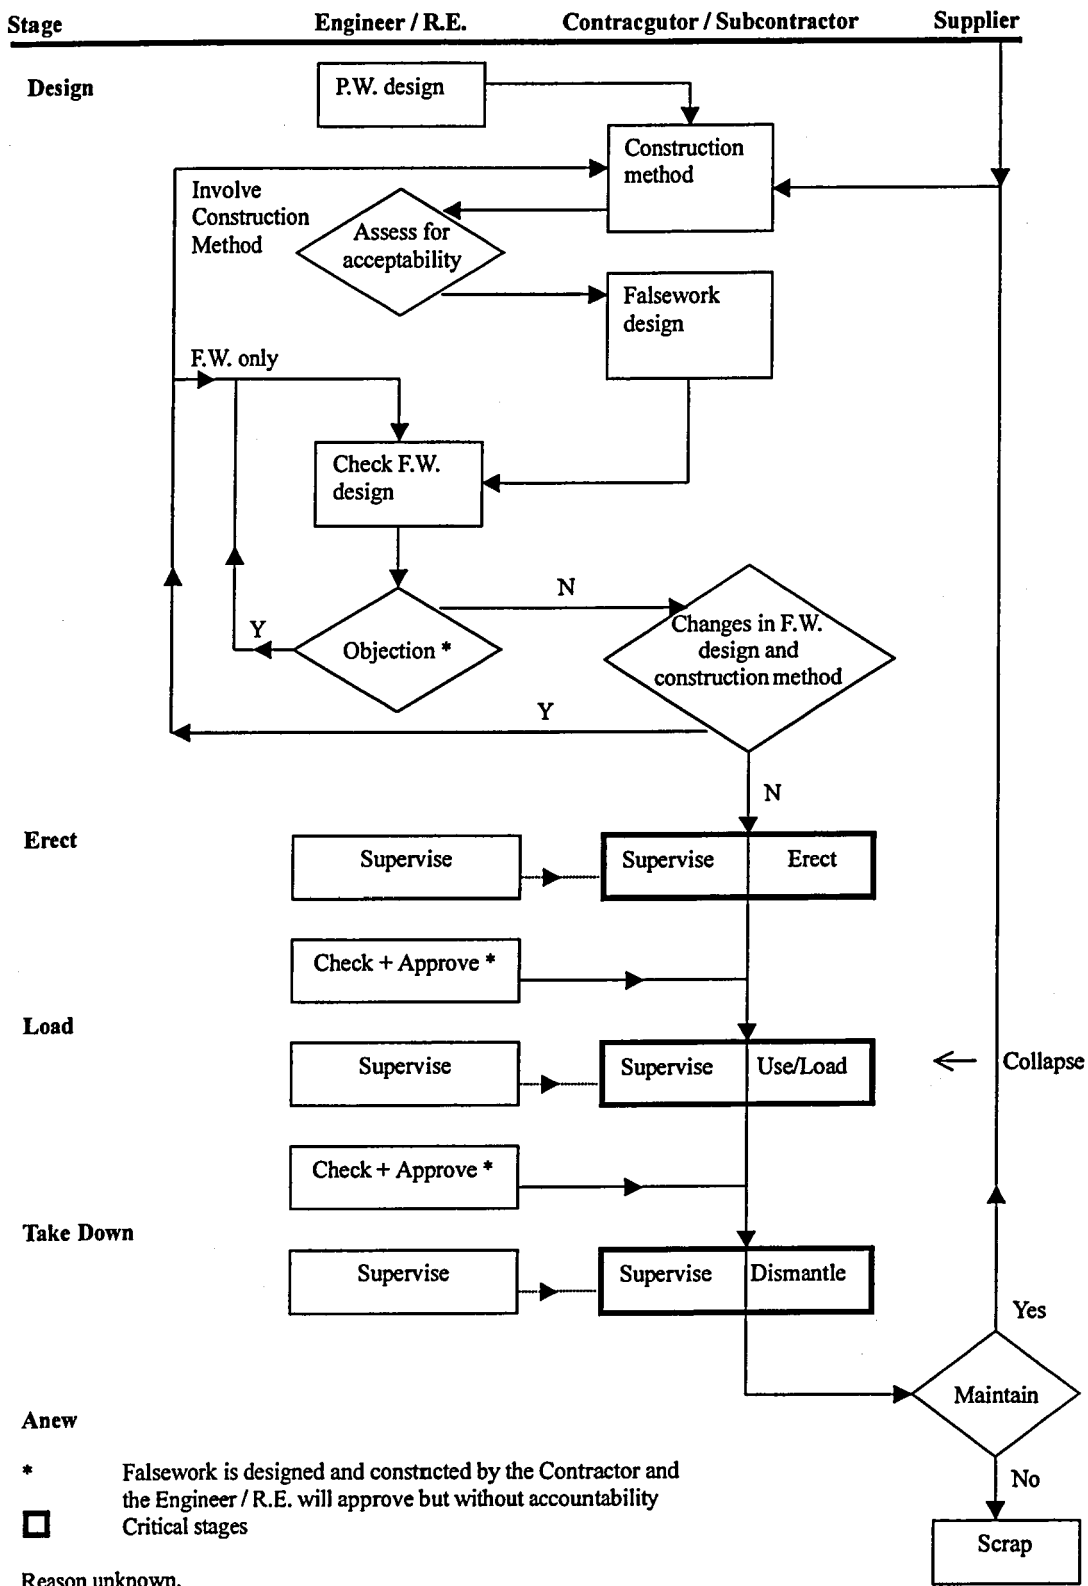 Stage Engineer / R.E. Contracgutor / Subcontractor Supplier
Design
P.W. design
Construction
method
Involve
Construction
Method
Assess for
acceptability
Falsework
design
F.W. only
Check F.W.
design
N
Y
Objection *
Changes in F.W.
design and
construction method
Y
N
Erect
Supervise
Supervise Erect
Check + Approve *
Load
Supervise
Supervise Use/Load
Collapse
Check + Approve *
Take Down
Supervise
Supervise Dismantle
Yes
Maintain
Anew
* Falsework is designed and constructed by the Contractor and
the Engineer / R.E. will approve but without accountability
Critical stages
No
Scrap
Reason unknown.